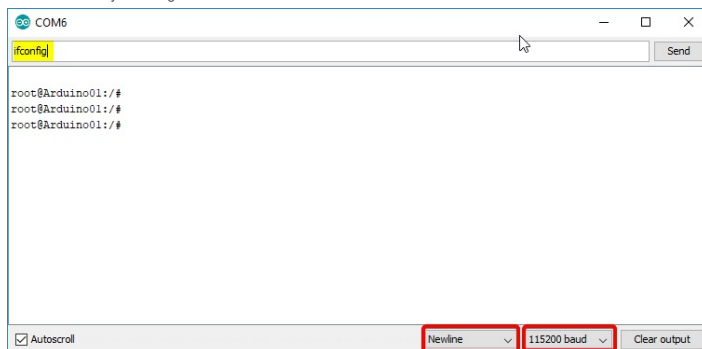 COM6
ifconfig
Send
root@Arduino01:/#
root@Arduino01:/#
root@Arduino01:/#
Autoscroll
Newline
115200 baud
Clear output